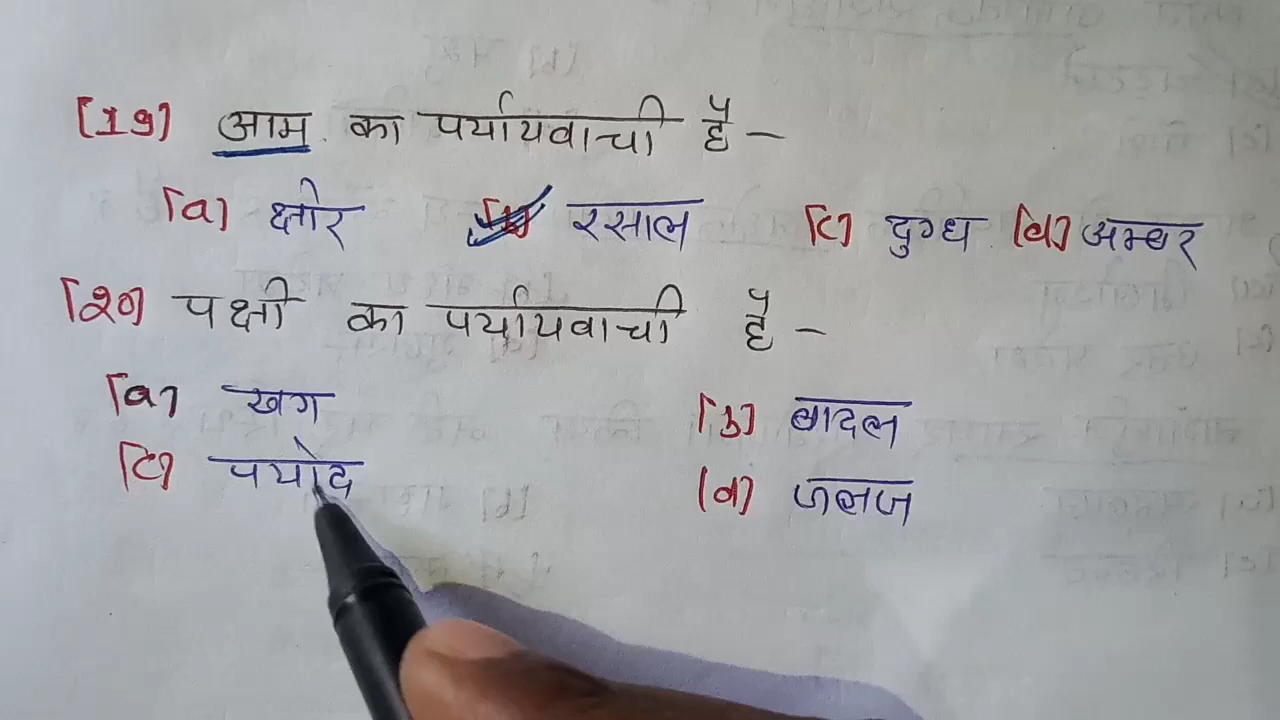 [19] आम का पर्यायवाची है –
[a] क्षीर [b] रसाल [c] दुग्ध [d] अम्बर
[20] पक्षी का पर्यायवाची है –
[a] खग [b] बादल
[c] पयोद [d] जलज